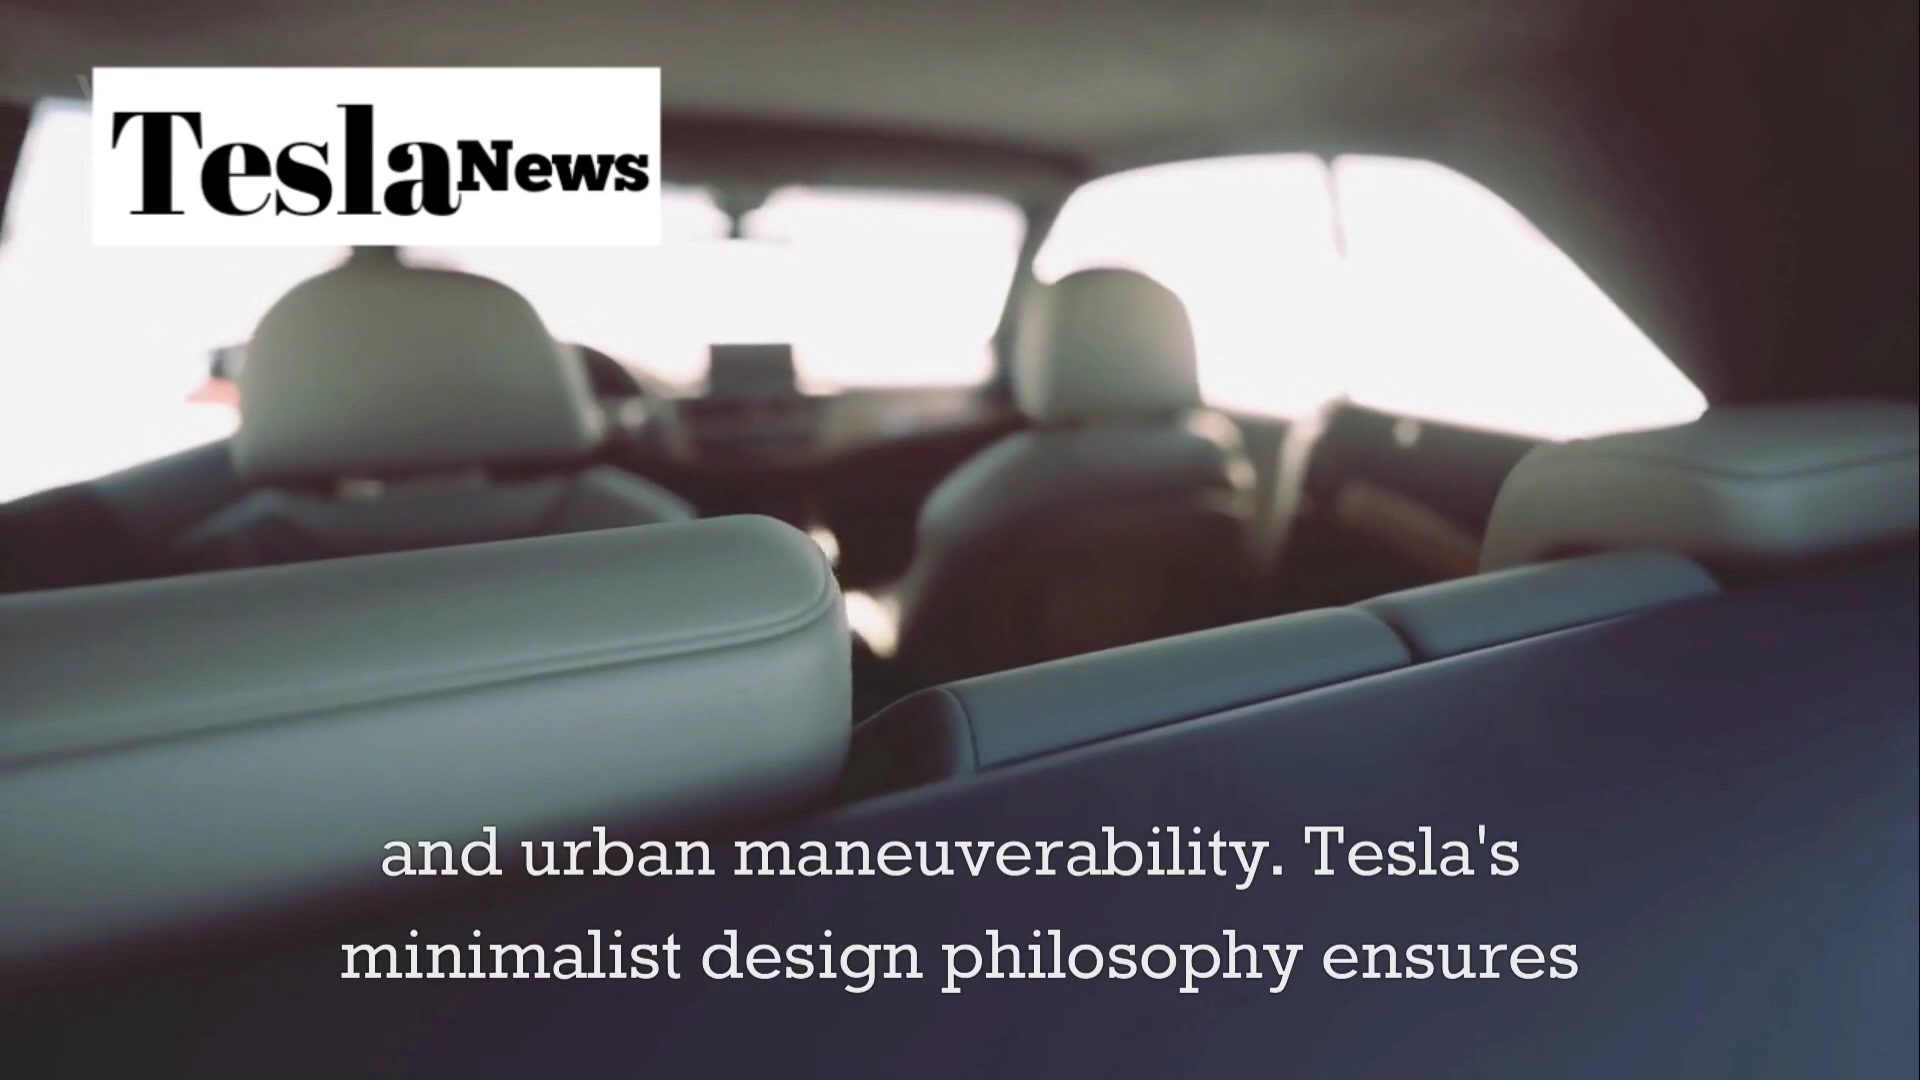 TeslaNews
and urban maneuverability. Tesla's
minimalist design philosophy ensures